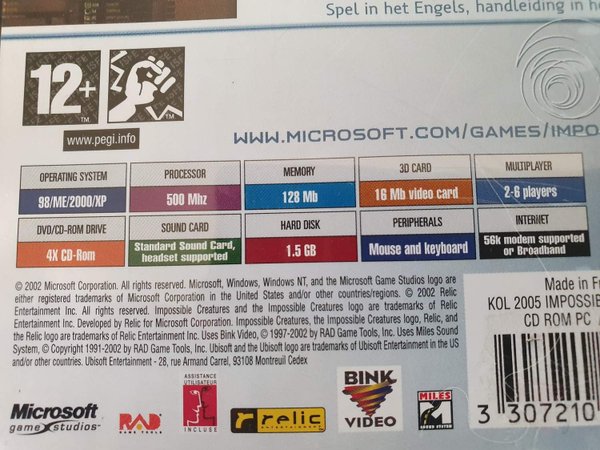 Spel in het Engels, handleiding in
12+
TM
TM
www.pegi.info
WWW.MICROSOFT.COM/GAMES/IMPO
OPERATING SYSTEM
98/ME/2000/XP
PROCESSOR
500 Mhz
MEMORY
128 Mb
3D CARD
16 Mb video card
MULTIPLAYER
2-6 players
DVD/CD-ROM DRIVE
4X CD-Rom
SOUND CARD
Standard Sound Card,
headset supported
HARD DISK
1.5 GB
PERIPHERALS
Mouse and keyboard
INTERNET
56k modem supported
or Broadband
© 2002 Microsoft Corporation. All rights reserved. Microsoft, Windows, Windows NT, and the Microsoft Game Studios logo are
either registered trademarks of Microsoft Corporation in the United States and/or other countries/regions. © 2002 Relic
Entertainment Inc. All rights reserved. Impossible Creatures and the Impossible Creatures logo are trademarks of Relic
Entertainment Inc. Developed by Relic for Microsoft Corporation. Impossible Creatures, the Impossible Creatures logo, Relic, and
the Relic logo are trademarks of Relic Entertainment Inc. Uses Bink Video, © 1997-2002 by RAD Game Tools, Inc. Uses Miles Sound
System, © Copyright 1991-2002 by RAD Game Tools, Inc. Ubisoft and the Ubisoft logo are trademarks of Ubisoft Entertainment in the US
and/or other countries. Ubisoft Entertainment - 28, rue Armand Carrel, 93108 Montreuil Cedex
Made in
KOL 2005 IMPOSSIB
CD ROM PC
3 307210
Microsoft
game studios™
RAD
GAME TOOLS
ASSISTANCE
UTILISATEUR
INCLUSE
relic
ENTERTAINMENT
BINK
VIDEO
MILES
SOUND SYSTEM